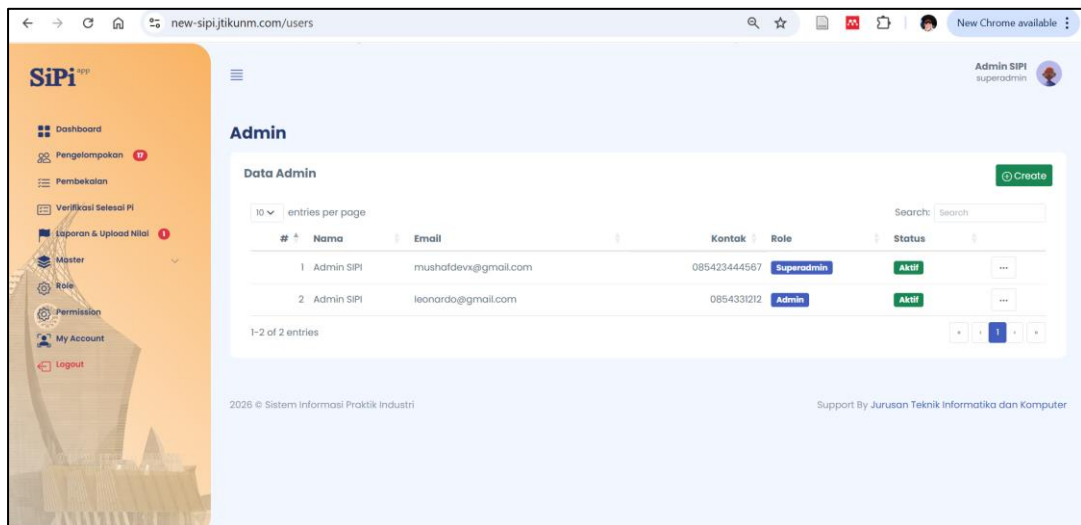 new-sipi.jtikunm.com/users
New Chrome available
SiPi app
Admin SIPI
superadmin
Dashboard
Pengelompokan 17
Pembekalan
Verifikasi Selesai Pi
Laporan & Upload Nilai 1
Master
Role
Permission
My Account
Logout
Admin
Data Admin
Create
10 entries per page
Search: Search
# Nama Email Kontak Role Status
1 Admin SIPI mushafdevx@gmail.com 085423444567 Superadmin Aktif ...
2 Admin SIPI leonardo@gmail.com 0854331212 Admin Aktif ...
1-2 of 2 entries
« ‹ 1 › »
2026 © Sistem Informasi Praktik Industri
Support By Jurusan Teknik Informatika dan Komputer